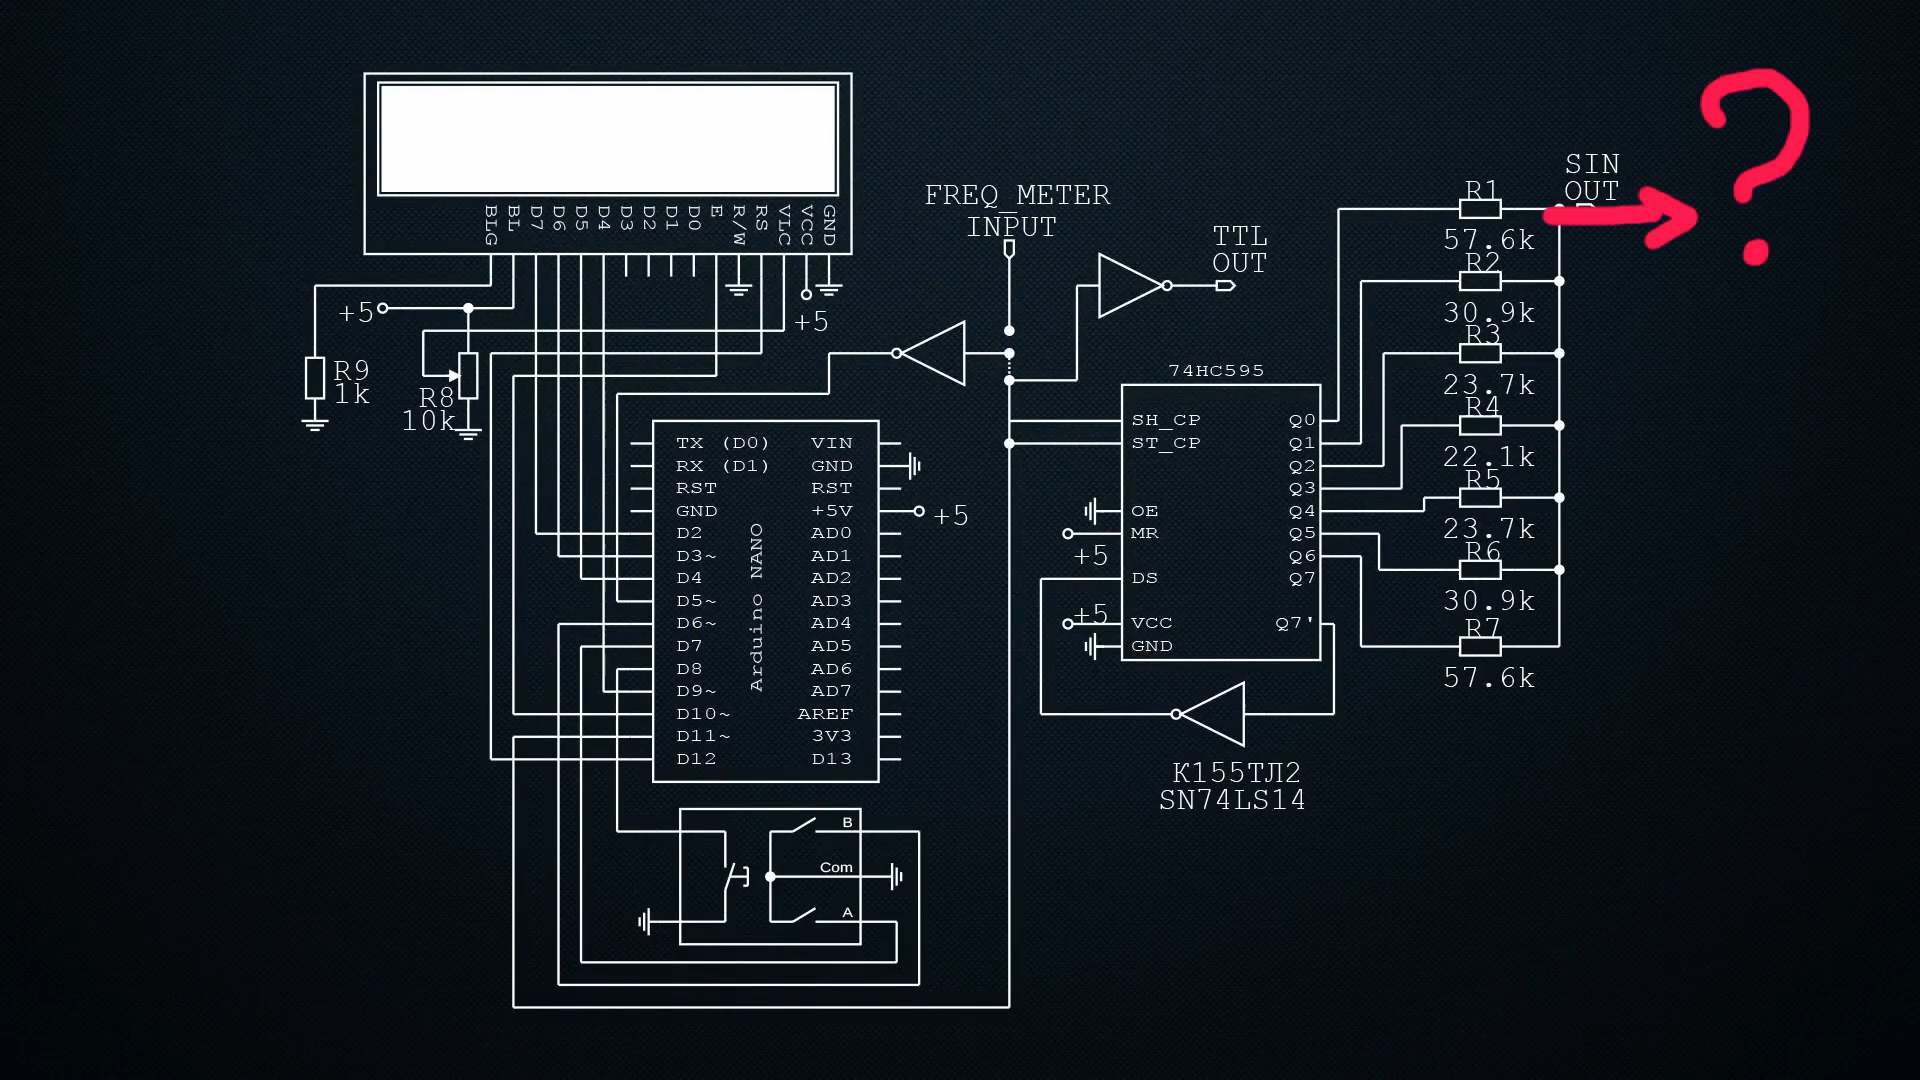 BLG BL D7 D6 D5 D4 D3 D2 D1 D0 E R/W RS VLC VCC GND
+5
+5
R9
1k
R8
10k
FREQ_METER
INPUT
TTL
OUT
SIN
OUT
?
TX (D0) VIN
RX (D1) GND
RST RST
GND +5V
+5
D2 AD0
D3~ AD1
D4 AD2
D5~ AD3
D6~ AD4
D7 AD5
D8 AD6
D9~ AD7
D10~ AREF
D11~ 3V3
D12 D13
Arduino NANO
B
Com
A
74HC595
SH_CP Q0
ST_CP Q1
Q2
Q3
OE Q4
MR Q5
+5
Q6
DS Q7
+5
VCC Q7'
GND
К155ТЛ2
SN74LS14
R1
57.6k
R2
30.9k
R3
23.7k
R4
22.1k
R5
23.7k
R6
30.9k
R7
57.6k